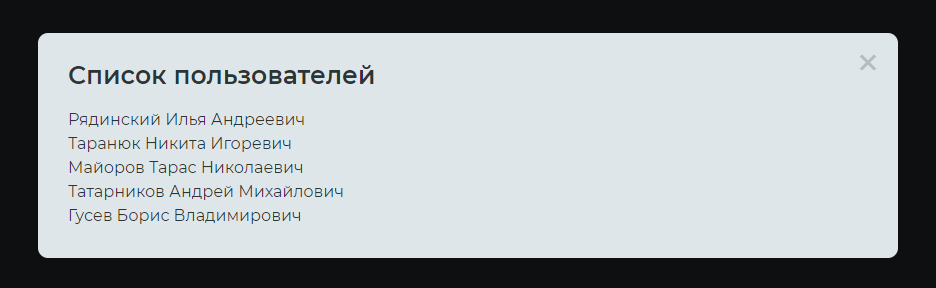 Список пользователей
Рядинский Илья Андреевич
Таранюк Никита Игоревич
Майоров Тарас Николаевич
Татарников Андрей Михайлович
Гусев Борис Владимирович